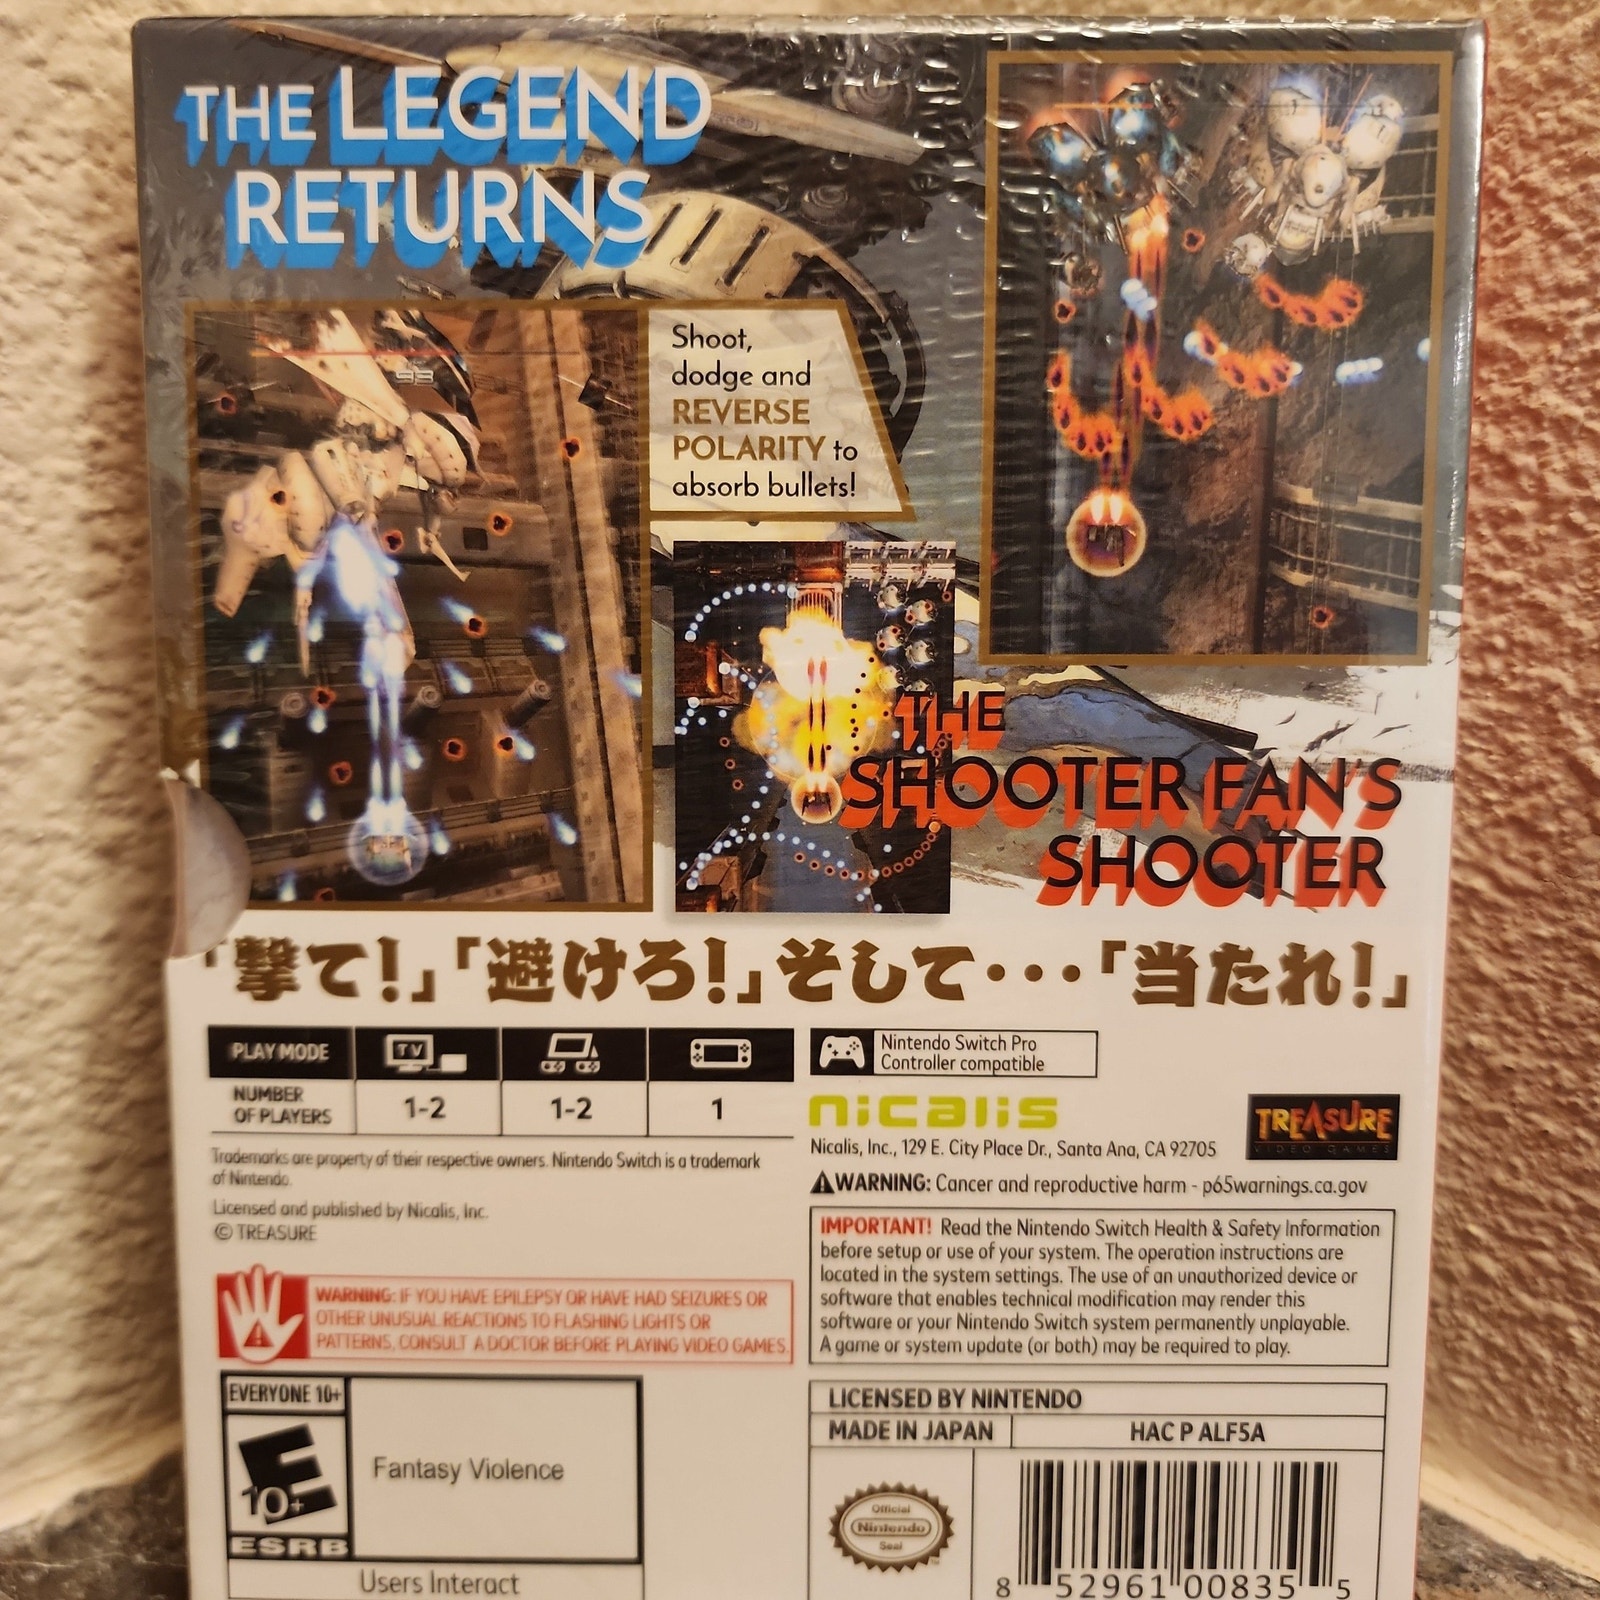 THE LEGEND
RETURNS
Shoot,
dodge and
REVERSE
POLARITY to
absorb bullets!
93
THE
SHOOTER FAN'S
SHOOTER
「撃て!」「避けろ!」そして・・・「当たれ!」
PLAY MODE
TV
NUMBER
OF PLAYERS
1-2
1-2
1
Nintendo Switch Pro
Controller compatible
nicalis
TREASURE
VIDEO GAMES
Nicalis, Inc., 129 E. City Place Dr., Santa Ana, CA 92705
Trademarks are property of their respective owners. Nintendo Switch is a trademark
of Nintendo.
Licensed and published by Nicalis, Inc.
© TREASURE
WARNING: Cancer and reproductive harm - p65warnings.ca.gov
IMPORTANT! Read the Nintendo Switch Health & Safety Information
before setup or use of your system. The operation instructions are
located in the system settings. The use of an unauthorized device or
software that enables technical modification may render this
software or your Nintendo Switch system permanently unplayable.
A game or system update (or both) may be required to play.
WARNING: IF YOU HAVE EPILEPSY OR HAVE HAD SEIZURES OR
OTHER UNUSUAL REACTIONS TO FLASHING LIGHTS OR
PATTERNS, CONSULT A DOCTOR BEFORE PLAYING VIDEO GAMES.
EVERYONE 10+
E
10+
ESRB
Fantasy Violence
Users Interact
LICENSED BY NINTENDO
MADE IN JAPAN
HAC P ALF5A
Official
Nintendo
Seal
8 52961 00835 5